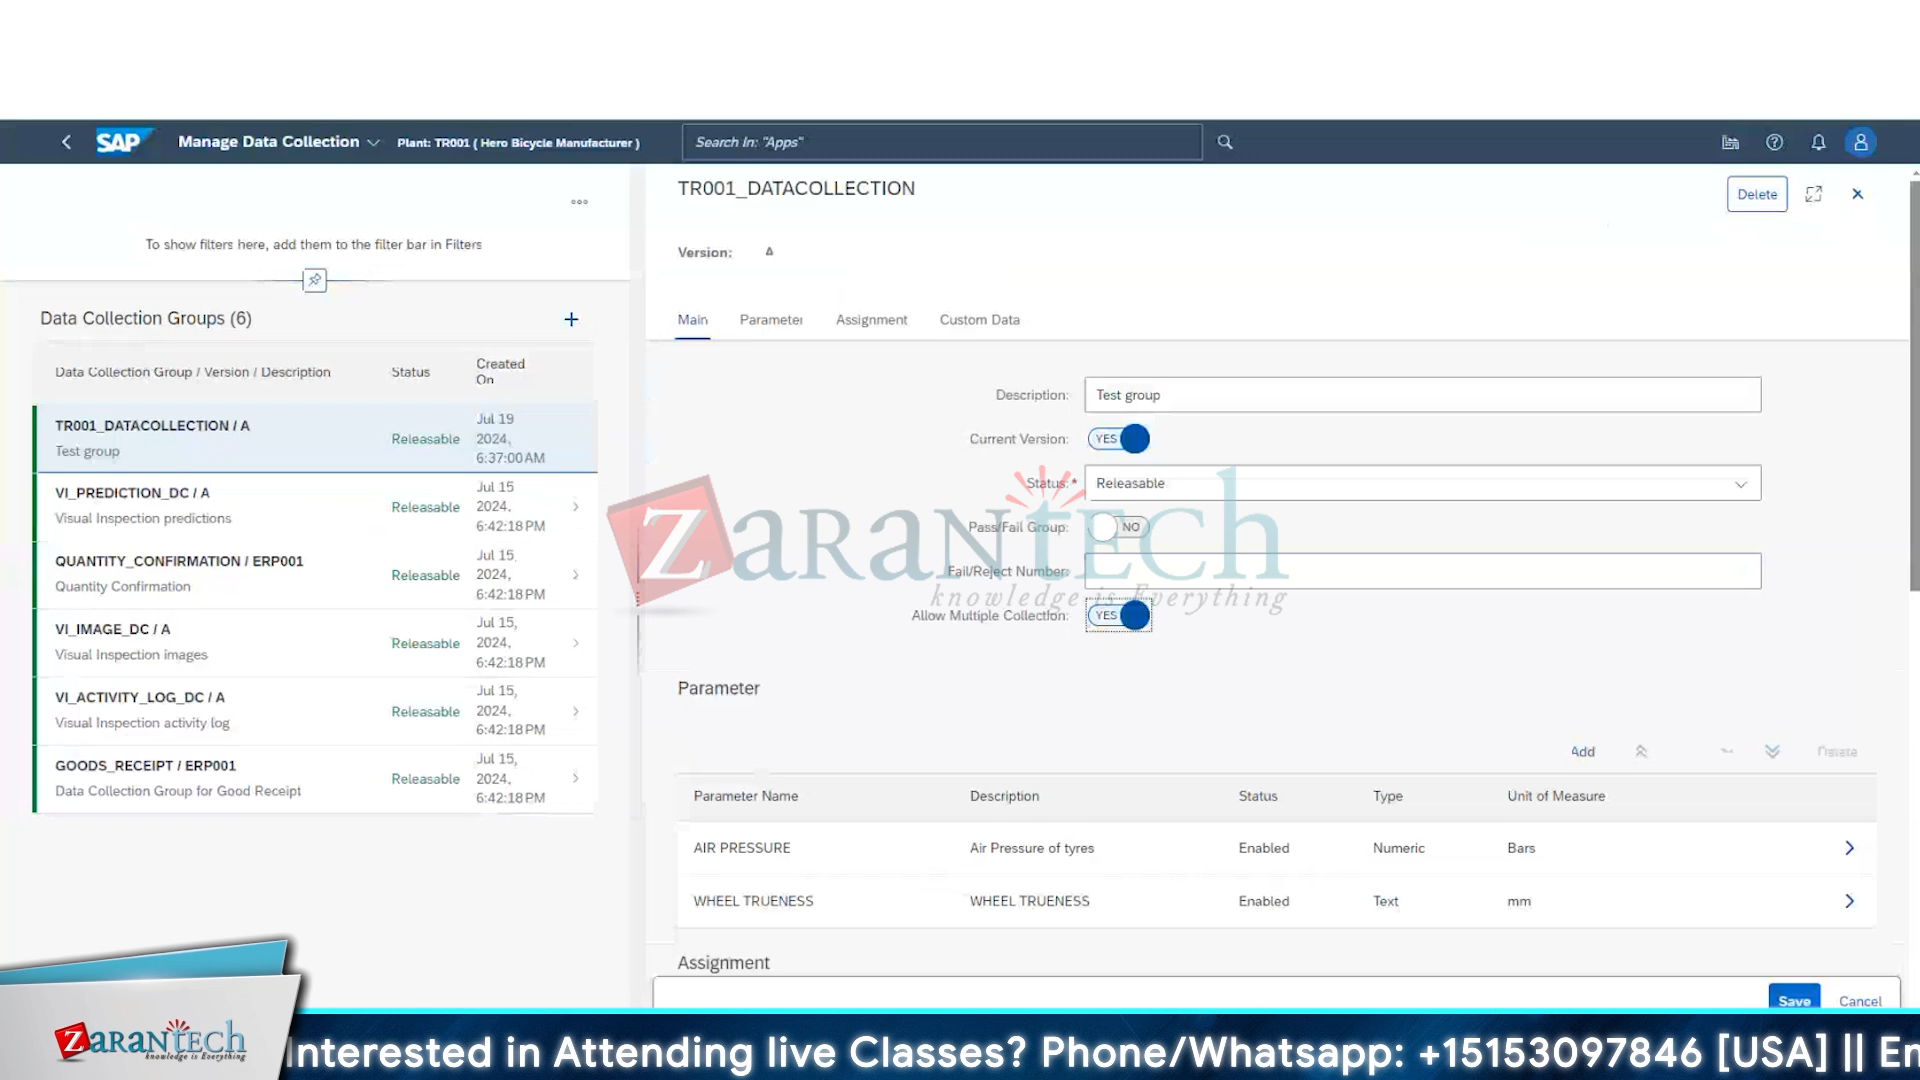 SAP Manage Data Collection Plant: TR001 ( Hero Bicycle Manufacturer ) Search In: "Apps"
TR001_DATACOLLECTION
Delete
To show filters here, add them to the filter bar in Filters
Version: A
Data Collection Groups (6)
Main Parameter Assignment Custom Data
Data Collection Group / Version / Description Status Created On
TR001_DATACOLLECTION / A
Test group
Releasable
Jul 19
2024,
6:37:00 AM
VI_PREDICTION_DC / A
Visual Inspection predictions
Releasable
Jul 15
2024,
6:42:18 PM
QUANTITY_CONFIRMATION / ERP001
Quantity Confirmation
Releasable
Jul 15,
2024,
6:42:18 PM
VI_IMAGE_DC / A
Visual Inspection images
Releasable
Jul 15,
2024,
6:42:18 PM
VI_ACTIVITY_LOG_DC / A
Visual Inspection activity log
Releasable
Jul 15,
2024,
6:42:18 PM
GOODS_RECEIPT / ERP001
Data Collection Group for Good Receipt
Releasable
Jul 15,
2024,
6:42:18 PM
Description: Test group
Current Version: YES
Status: * Releasable
Pass/Fail Group: NO
Fail/Reject Number:
Allow Multiple Collection: YES
ZaranTech
knowledge is Everything
Parameter
Add Delete
Parameter Name Description Status Type Unit of Measure
AIR PRESSURE Air Pressure of tyres Enabled Numeric Bars
WHEEL TRUENESS WHEEL TRUENESS Enabled Text mm
Assignment
Save Cancel
ZaranTech
knowledge is Everything
Interested in Attending live Classes? Phone/Whatsapp: +15153097846 [USA] || En